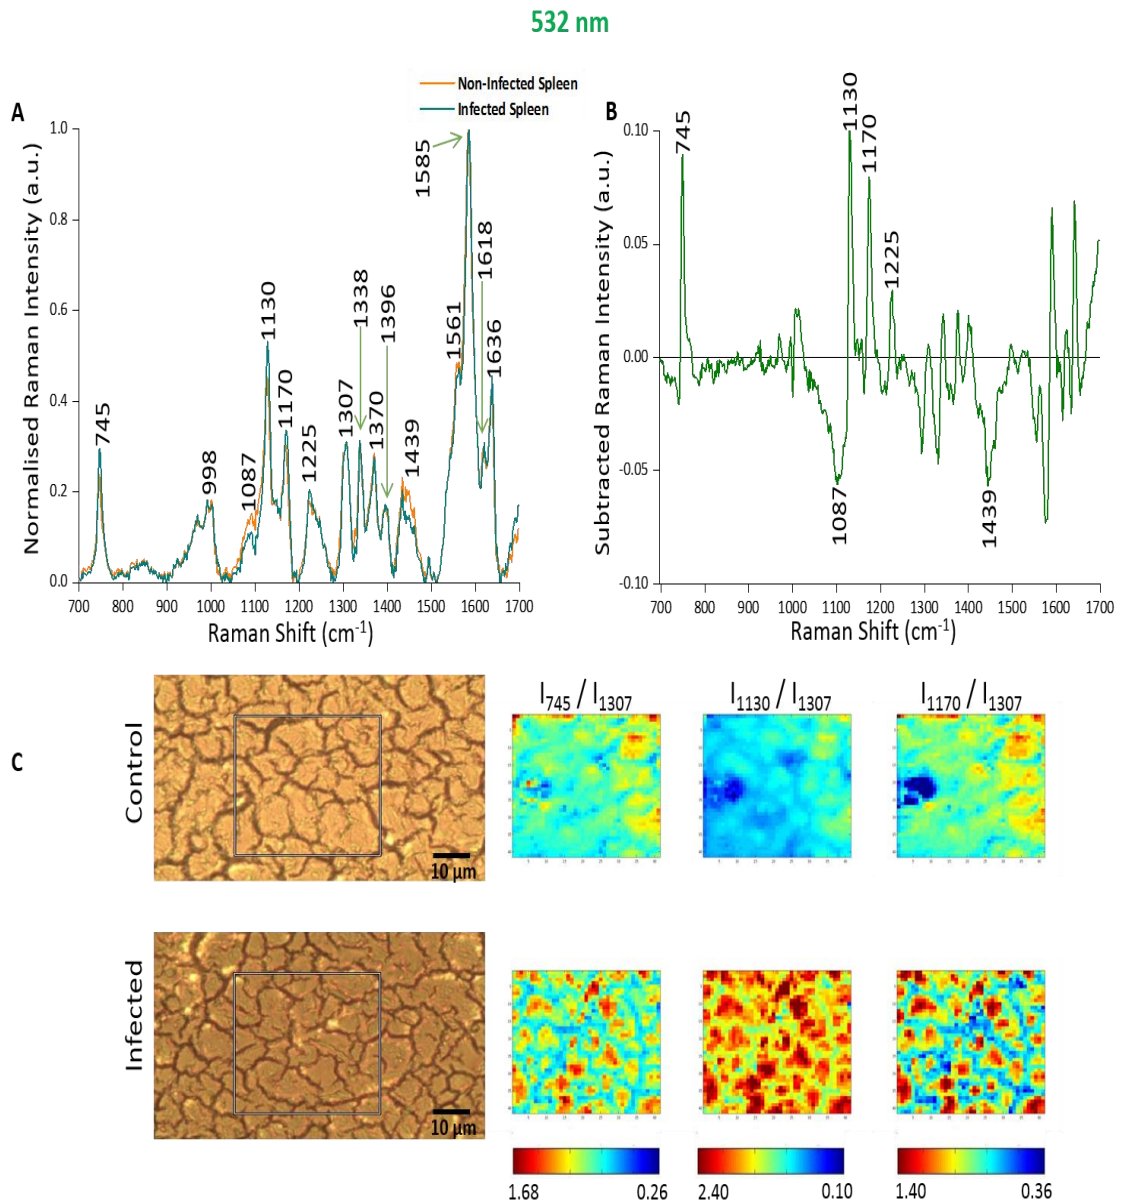 532 nm
Non-Infected Spleen
Infected Spleen
A
Normalised Raman Intensity (a.u.)
1.0
0.8
0.6
0.4
0.2
0.0
745
998
1087
1130
1170
1225
1307
1338
1370
1396
1439
1561
1585
1618
1636
700 800 900 1000 1100 1200 1300 1400 1500 1600 1700
Raman Shift (cm⁻¹)
B
Subtracted Raman Intensity (a.u.)
0.10
0.05
0.00
-0.05
-0.10
745
1087
1130
1170
1225
1439
700 800 900 1000 1100 1200 1300 1400 1500 1600 1700
Raman Shift (cm⁻¹)
C
Control
10 µm
I₇₄₅ / I₁₃₀₇
I₁₁₃₀ / I₁₃₀₇
I₁₁₇₀ / I₁₃₀₇
Infected
10 µm
1.68 0.26
2.40 0.10
1.40 0.36